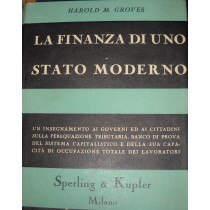 HAROLD M. GROVES
LA FINANZA DI UNO
STATO MODERNO
UN INSEGNAMENTO AI GOVERNI ED AI CITTADINI
SULLA PEREQUAZIONE TRIBUTARIA, BANCO DI PROVA
DEL SISTEMA CAPITALISTICO E DELLA SUA CAPA-
CITÀ DI OCCUPAZIONE TOTALE DEI LAVORATORI
Sperling & Kupfer
Milano